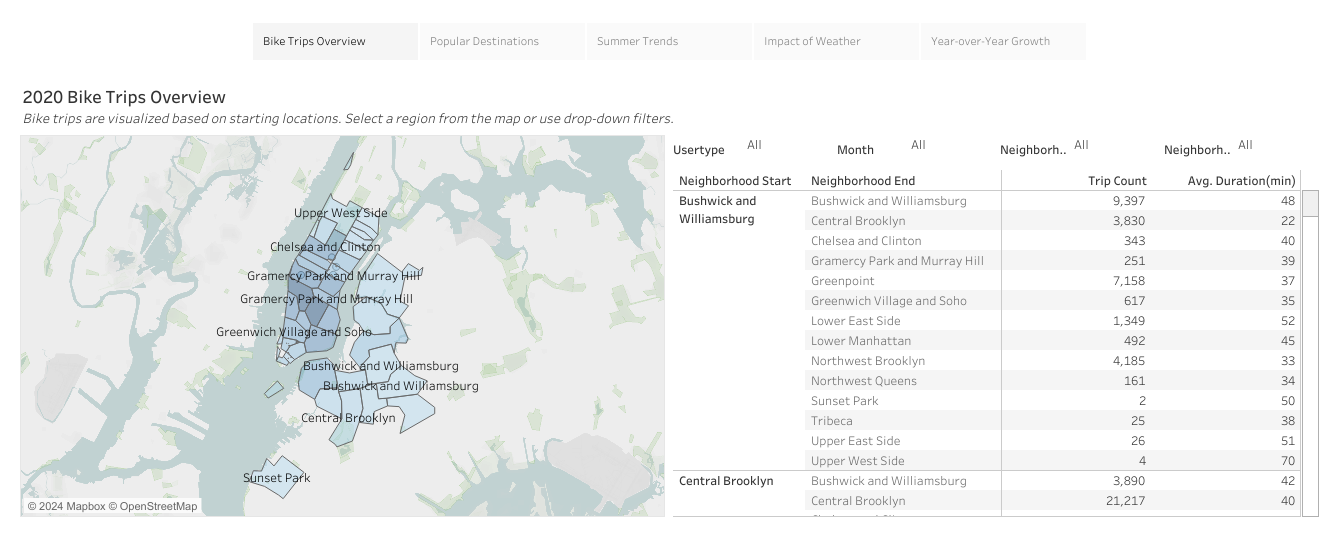 Bike Trips Overview
Popular Destinations
Summer Trends
Impact of Weather
Year-over-Year Growth
2020 Bike Trips Overview
Bike trips are visualized based on starting locations. Select a region from the map or use drop-down filters.
Upper West Side
Chelsea and Clinton
Gramercy Park and Murray Hill
Gramercy Park and Murray Hill
Greenwich Village and Soho
Bushwick and Williamsburg
Bushwick and Williamsburg
Central Brooklyn
Sunset Park
© 2024 Mapbox © OpenStreetMap
Usertype All Month All Neighborh.. All Neighborh.. All
Neighborhood Start Neighborhood End Trip Count Avg. Duration(min)
Bushwick and Bushwick and Williamsburg 9,397 48
Williamsburg Central Brooklyn 3,830 22
Chelsea and Clinton 343 40
Gramercy Park and Murray Hill 251 39
Greenpoint 7,158 37
Greenwich Village and Soho 617 35
Lower East Side 1,349 52
Lower Manhattan 492 45
Northwest Brooklyn 4,185 33
Northwest Queens 161 34
Sunset Park 2 50
Tribeca 25 38
Upper East Side 26 51
Upper West Side 4 70
Central Brooklyn Bushwick and Williamsburg 3,890 42
Central Brooklyn 21,217 40